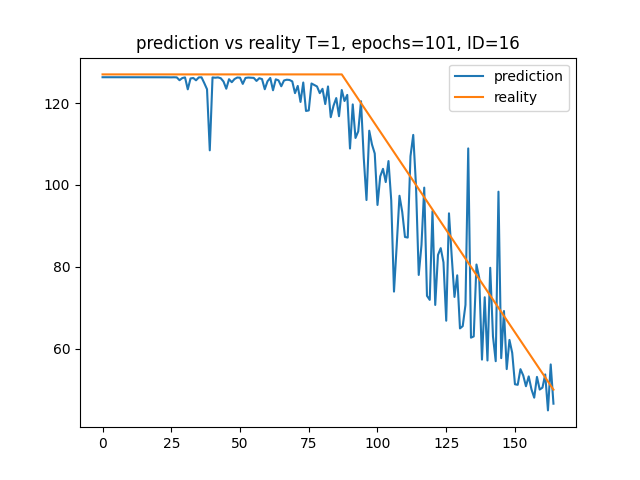 prediction vs reality T=1, epochs=101, ID=16
prediction
reality
120
100
80
60
0 25 50 75 100 125 150